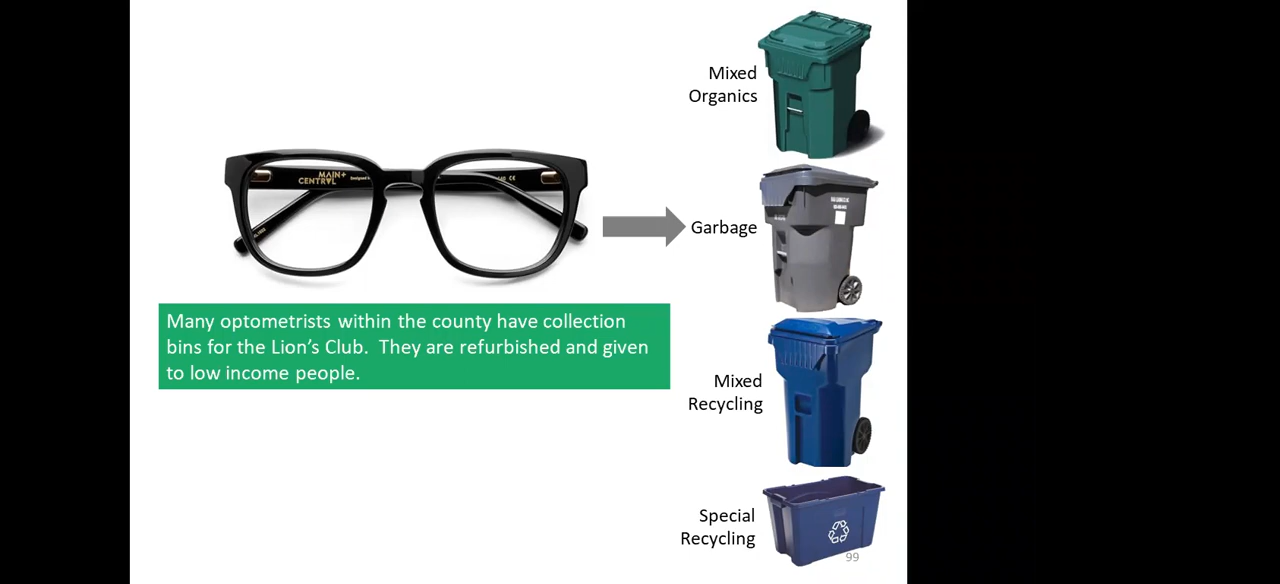 Mixed
Organics
MAIN+
CENTRAL
Garbage
Many optometrists within the county have collection
bins for the Lion's Club.  They are refurbished and given
to low income people.
Mixed
Recycling
Special
Recycling
99